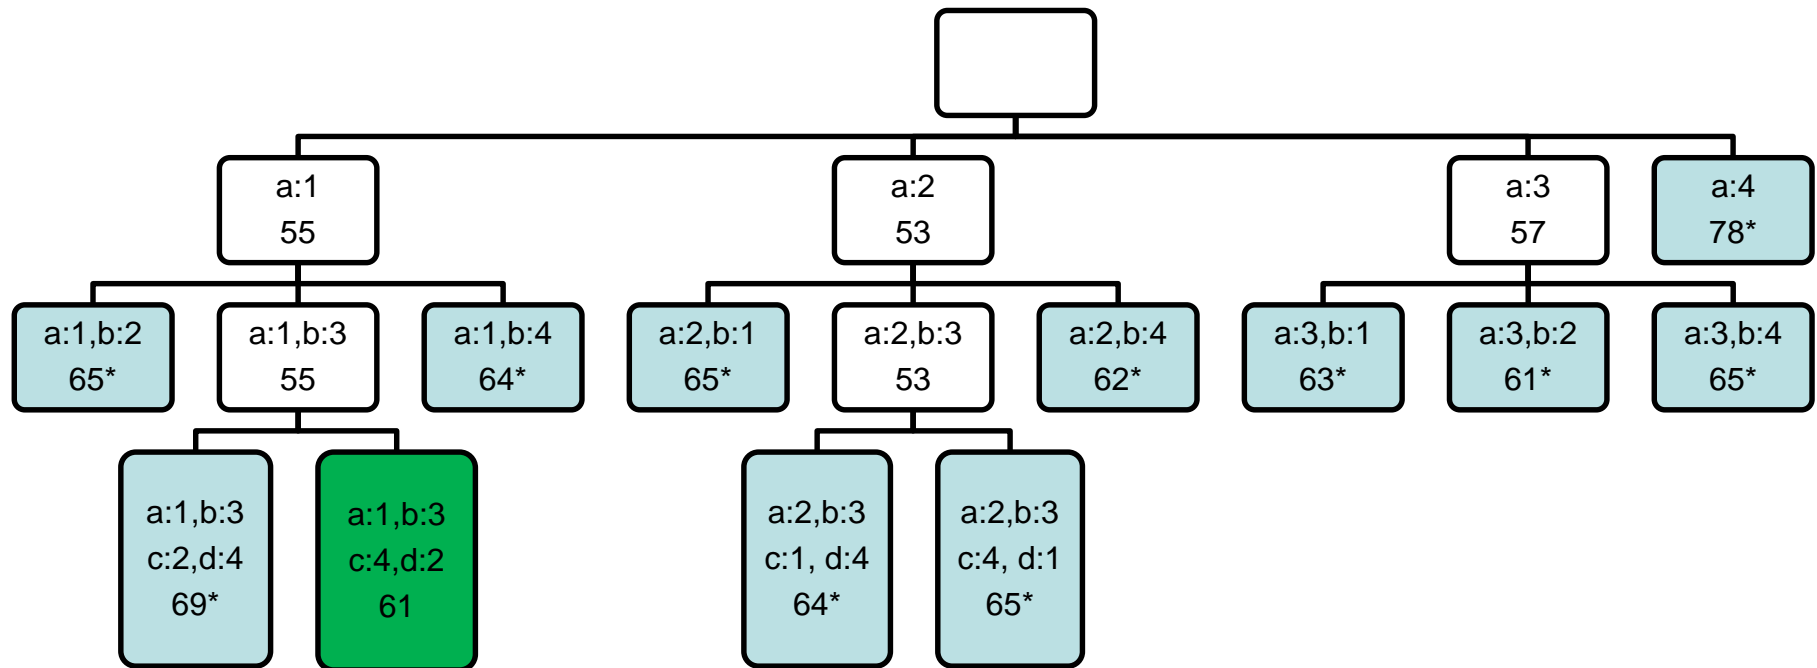 a:1
55
a:2
53
a:3
57
a:4
78*
a:1,b:2
65*
a:1,b:3
55
a:1,b:4
64*
a:2,b:1
65*
a:2,b:3
53
a:2,b:4
62*
a:3,b:1
63*
a:3,b:2
61*
a:3,b:4
65*
a:1,b:3
c:2,d:4
69*
a:1,b:3
c:4,d:2
61
a:2,b:3
c:1, d:4
64*
a:2,b:3
c:4, d:1
65*